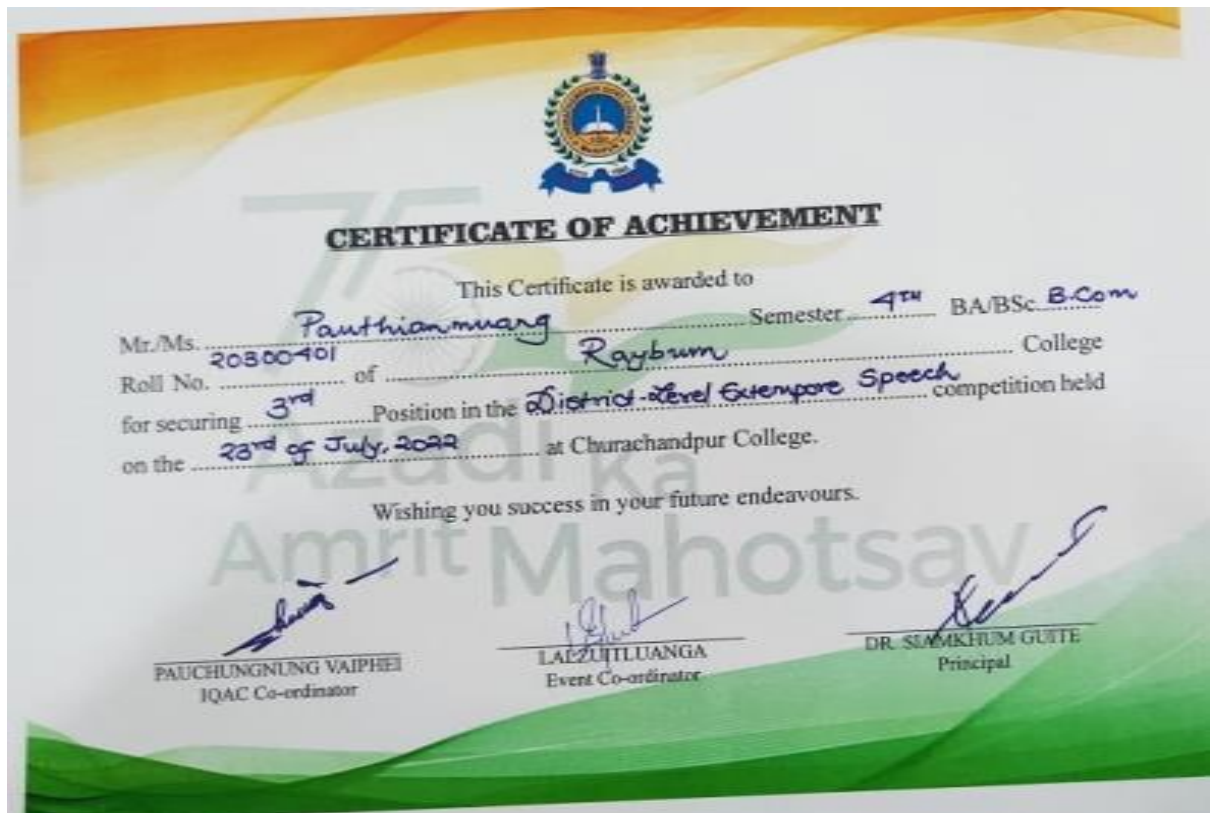 CERTIFICATE OF ACHIEVEMENT
This Certificate is awarded to
Mr./Ms. Pauthianmuang Semester 4TH BA/BSc. B.Com
Roll No. 20300401 of Rayburn College
for securing 3rd Position in the District-Level Extempore Speech competition held
on the 23rd of July, 2022 at Churachandpur College.
Wishing you success in your future endeavours.
75
Azadi Ka
Amrit Mahotsav
PAUCHUNGNUNG VAIPHEI
IQAC Co-ordinator
LALZUITLUANGA
Event Co-ordinator
DR. SIAMKHUM GUITE
Principal